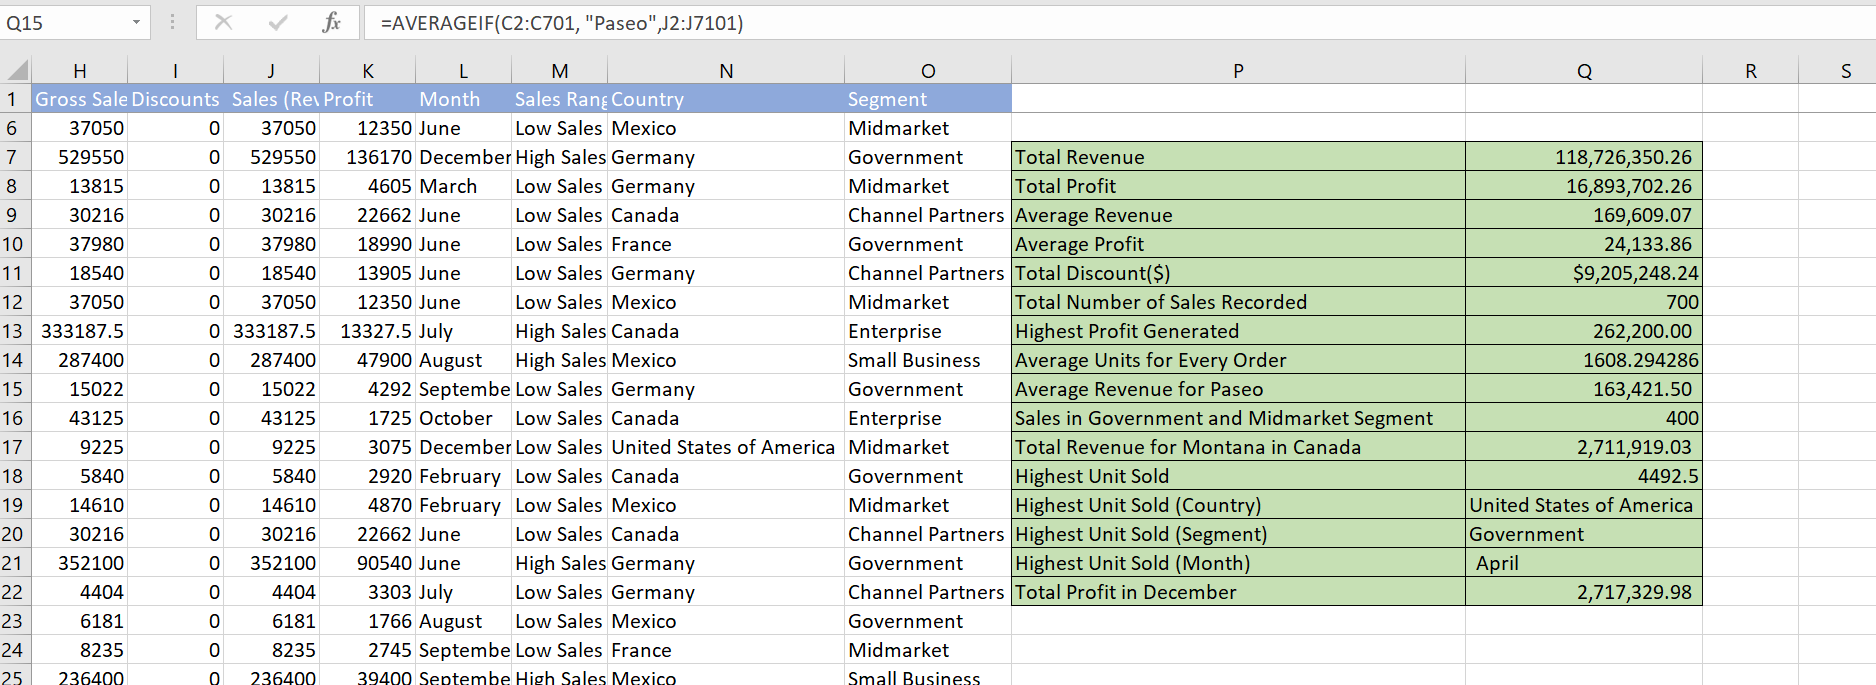 Q15 fx =AVERAGEIF(C2:C701, "Paseo",J2:J7101)
H I J K L M N O P Q R S
1 Gross Sale Discounts Sales (Rev Profit Month Sales Rang Country Segment
6 37050 0 37050 12350 June Low Sales Mexico Midmarket
7 529550 0 529550 136170 December High Sales Germany Government Total Revenue 118,726,350.26
8 13815 0 13815 4605 March Low Sales Germany Midmarket Total Profit 16,893,702.26
9 30216 0 30216 22662 June Low Sales Canada Channel Partners Average Revenue 169,609.07
10 37980 0 37980 18990 June Low Sales France Government Average Profit 24,133.86
11 18540 0 18540 13905 June Low Sales Germany Channel Partners Total Discount($) $9,205,248.24
12 37050 0 37050 12350 June Low Sales Mexico Midmarket Total Number of Sales Recorded 700
13 333187.5 0 333187.5 13327.5 July High Sales Canada Enterprise Highest Profit Generated 262,200.00
14 287400 0 287400 47900 August High Sales Mexico Small Business Average Units for Every Order 1608.294286
15 15022 0 15022 4292 Septembe Low Sales Germany Government Average Revenue for Paseo 163,421.50
16 43125 0 43125 1725 October Low Sales Canada Enterprise Sales in Government and Midmarket Segment 400
17 9225 0 9225 3075 December Low Sales United States of America Midmarket Total Revenue for Montana in Canada 2,711,919.03
18 5840 0 5840 2920 February Low Sales Canada Government Highest Unit Sold 4492.5
19 14610 0 14610 4870 February Low Sales Mexico Midmarket Highest Unit Sold (Country) United States of America
20 30216 0 30216 22662 June Low Sales Canada Channel Partners Highest Unit Sold (Segment) Government
21 352100 0 352100 90540 June High Sales Germany Government Highest Unit Sold (Month) April
22 4404 0 4404 3303 July Low Sales Germany Channel Partners Total Profit in December 2,717,329.98
23 6181 0 6181 1766 August Low Sales Mexico Government
24 8235 0 8235 2745 Septembe Low Sales France Midmarket
25 236400 0 236400 39400 Septembe High Sales Mexico Small Business